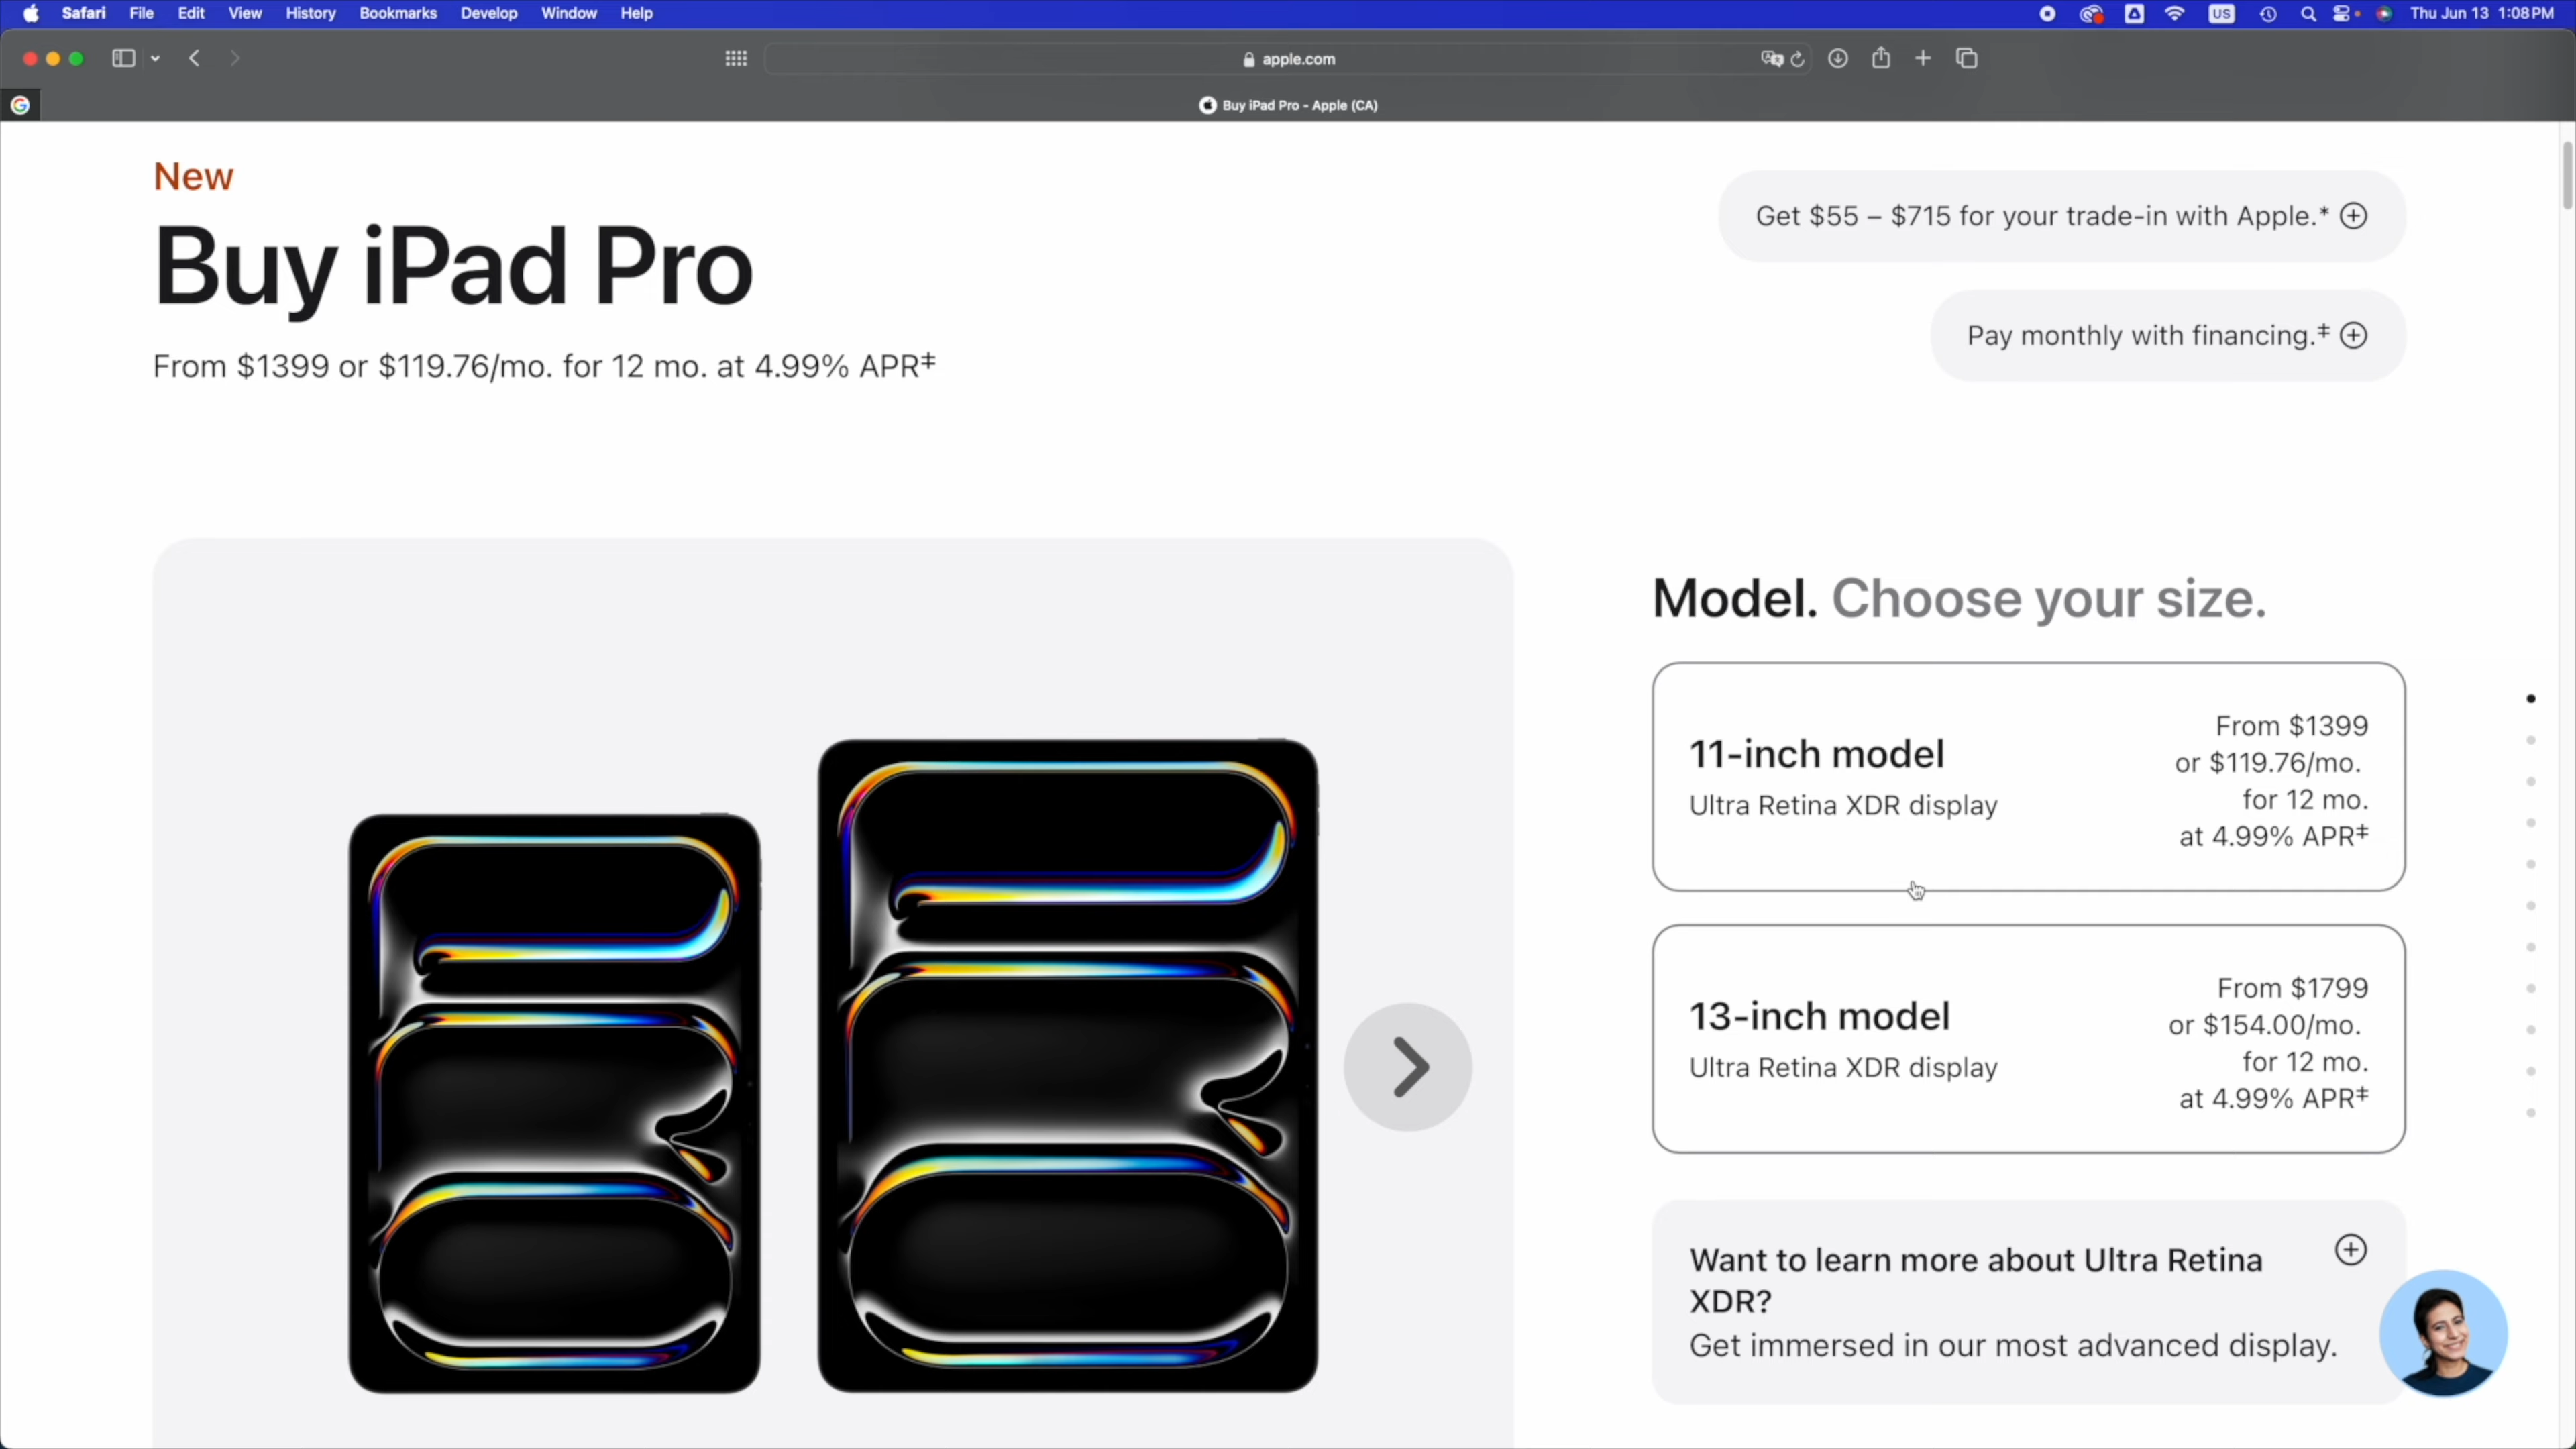 Safari File Edit View History Bookmarks Develop Window Help
US
Thu Jun 13 1:08 PM
apple.com
G
Buy iPad Pro - Apple (CA)
New
Buy iPad Pro
From $1399 or $119.76/mo. for 12 mo. at 4.99% APR‡
Get $55 – $715 for your trade-in with Apple.*
Pay monthly with financing.‡
Model. Choose your size.
11-inch model
Ultra Retina XDR display
From $1399
or $119.76/mo.
for 12 mo.
at 4.99% APR‡
13-inch model
Ultra Retina XDR display
From $1799
or $154.00/mo.
for 12 mo.
at 4.99% APR‡
Want to learn more about Ultra Retina
XDR?
Get immersed in our most advanced display.